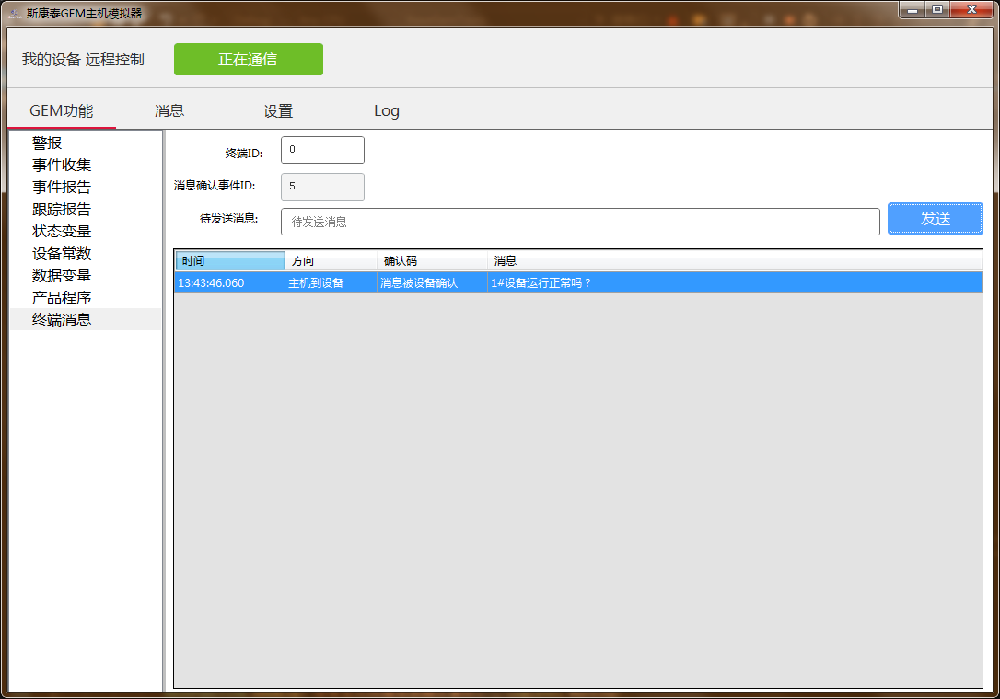 斯康泰GEM主机模拟器
我的设备 远程控制
正在通信
GEM功能 消息 设置 Log
警报
事件收集
事件报告
跟踪报告
状态变量
设备常数
数据变量
产品程序
终端消息
终端ID: 0
消息确认事件ID: 5
待发送消息: 待发送消息 发送
时间 方向 确认码 消息
13:43:46.060 主机到设备 消息被设备确认 1#设备运行正常吗？